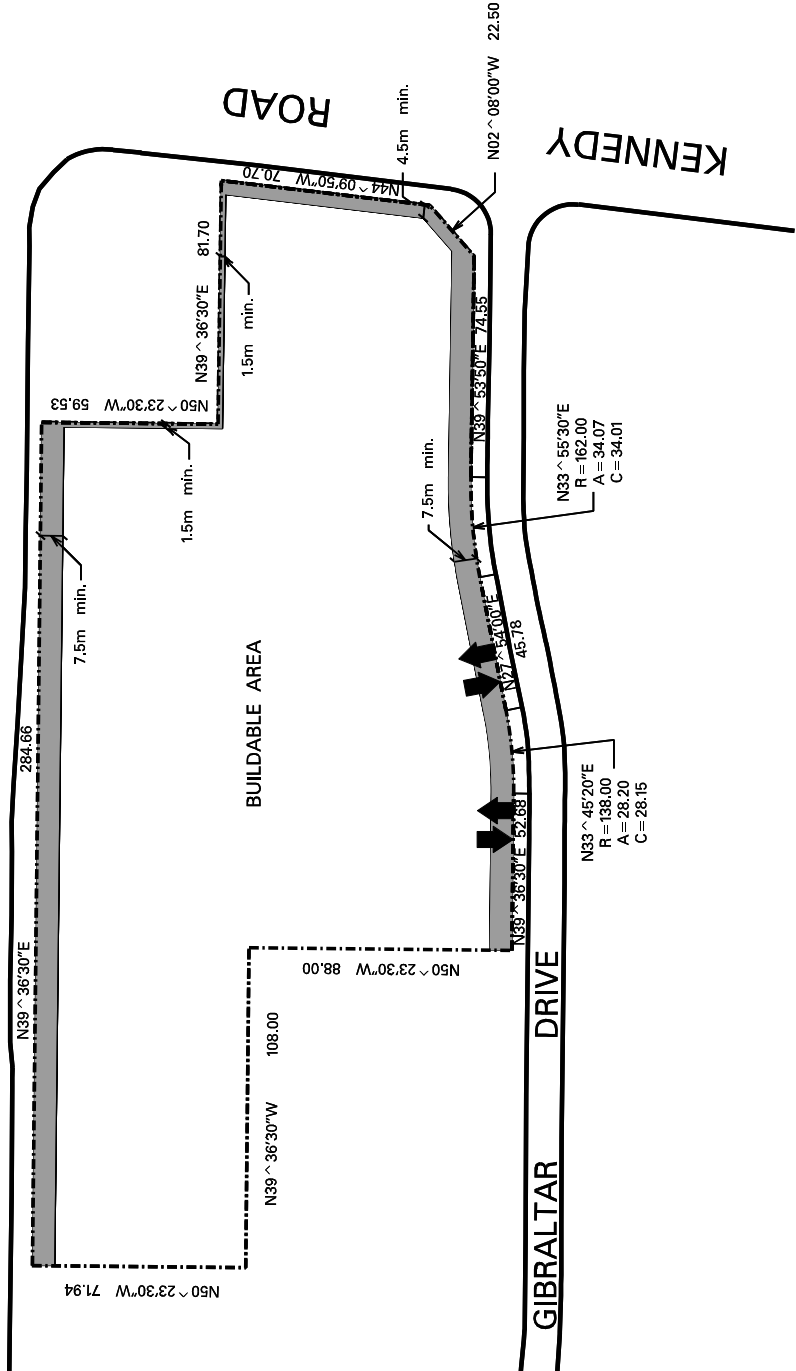 KENNEDY
ROAD
N02^08'00"W 22.50
4.5m min.
N44^09'50"W 70.70
N39^36'30"E 81.70
1.5m min.
N50^23'30"W 59.53
1.5m min.
7.5m min.
N39^53'50"E 74.55
N33^55'30"E
R=162.00
A=34.07
C=34.01
7.5m min.
N27^54'00"E
45.78
BUILDABLE AREA
284.66
N39^36'30"E
N33^45'20"E
R=138.00
A=28.20
C=28.15
N39^36'30"E 52.68
N50^23'30"W 88.00
N39^36'30"W 108.00
N50^23'30"W 71.94
GIBRALTAR DRIVE